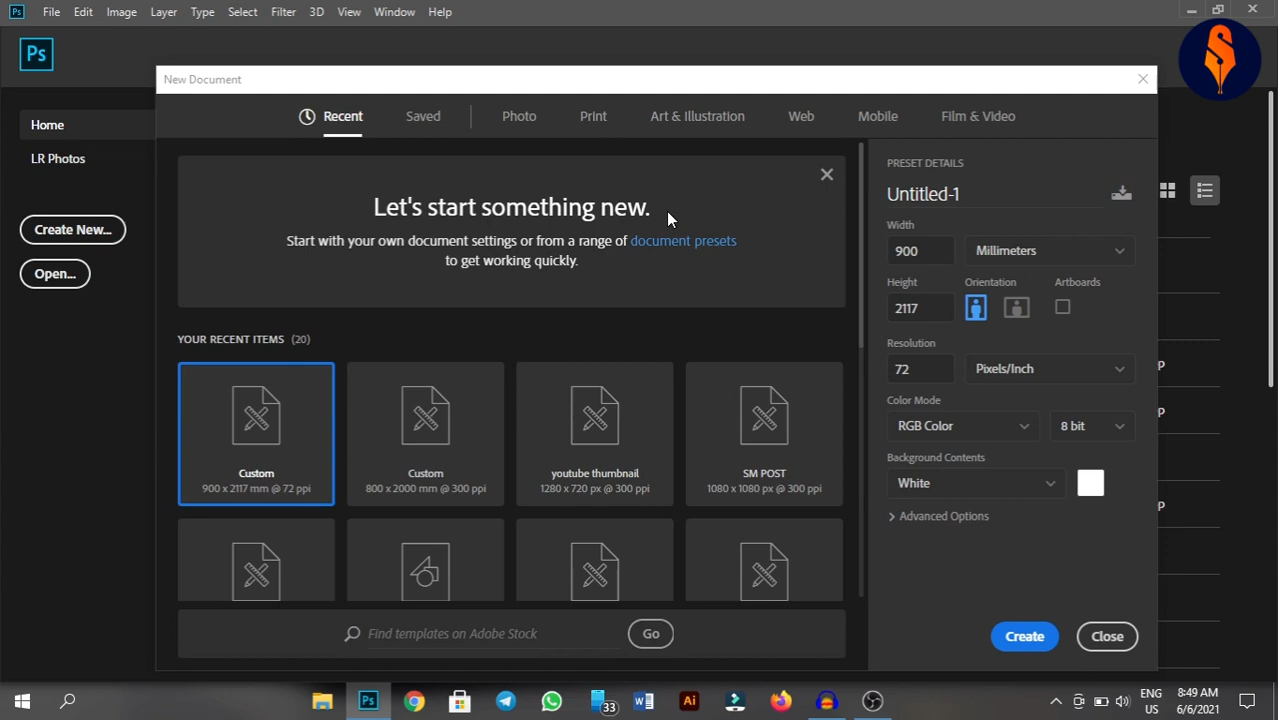 Ps File Edit Image Layer Type Select Filter 3D View Window Help
Ps
New Document
Home
LR Photos
Create New...
Open...
Recent Saved Photo Print Art & Illustration Web Mobile Film & Video
Let's start something new.
Start with your own document settings or from a range of document presets
to get working quickly.
YOUR RECENT ITEMS (20)
Custom
900 x 2117 mm @ 72 ppi
Custom
800 x 2000 mm @ 300 ppi
youtube thumbnail
1280 x 720 px @ 300 ppi
SM POST
1080 x 1080 px @ 300 ppi
Find templates on Adobe Stock Go
PRESET DETAILS
Untitled-1
Width
900 Millimeters
Height Orientation Artboards
2117
Resolution
72 Pixels/Inch
Color Mode
RGB Color 8 bit
Background Contents
White
Advanced Options
Create Close
P
P
P
Ps 33 W Ai
ENG 8:49 AM
US 6/6/2021